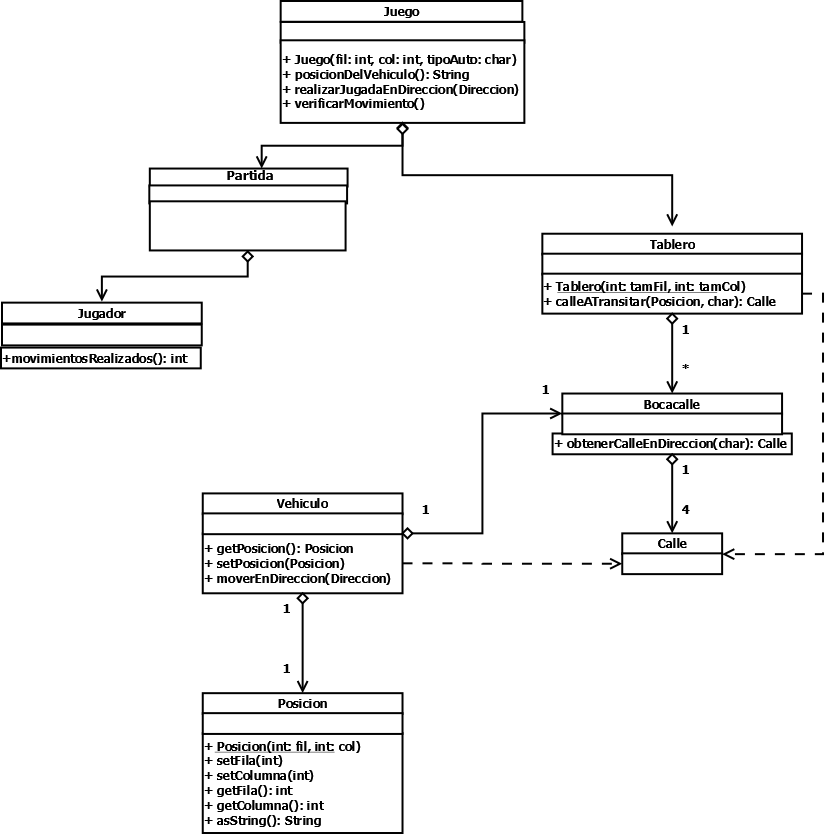 Juego
+ Juego(fil: int, col: int, tipoAuto: char)
+ posicionDelVehiculo(): String
+ realizarJugadaEnDireccion(Direccion)
+ verificarMovimiento()
Partida
Tablero
+ Tablero(int: tamFil, int: tamCol)
+ calleATransitar(Posicion, char): Calle
Jugador
+movimientosRealizados(): int
1
*
1
Bocacalle
+ obtenerCalleEnDireccion(char): Calle
1
4
Vehiculo
1
+ getPosicion(): Posicion
+ setPosicion(Posicion)
+ moverEnDireccion(Direccion)
Calle
1
1
Posicion
+ Posicion(int: fil, int: col)
+ setFila(int)
+ setColumna(int)
+ getFila(): int
+ getColumna(): int
+ asString(): String